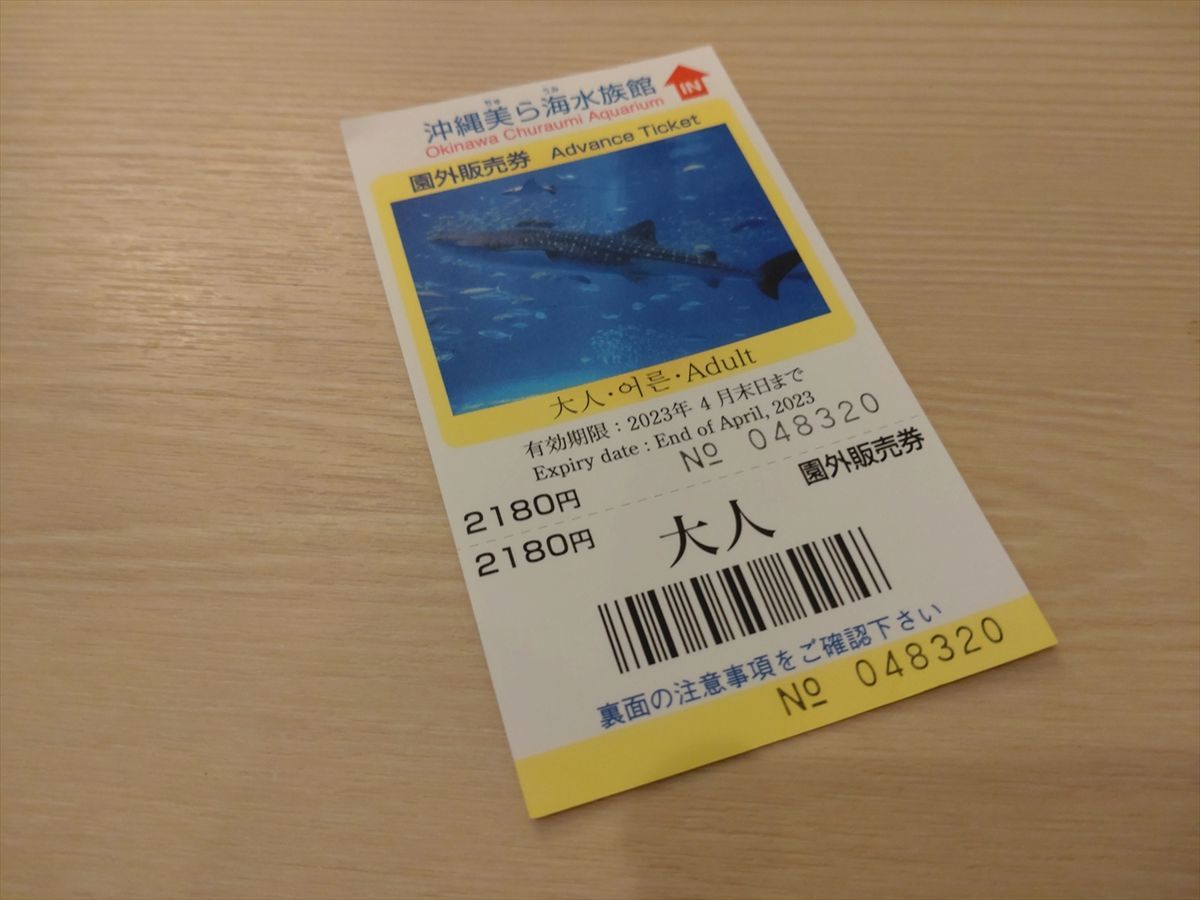 沖縄美ら海水族館
ちゅ うみ
IN
Okinawa Churaumi Aquarium
園外販売券 Advance Ticket
大人・어른・Adult
有効期限：2023年 4月末日まで
Expiry date : End of April, 2023
№ 048320
2180円
園外販売券
2180円
大人
裏面の注意事項をご確認下さい
№ 048320